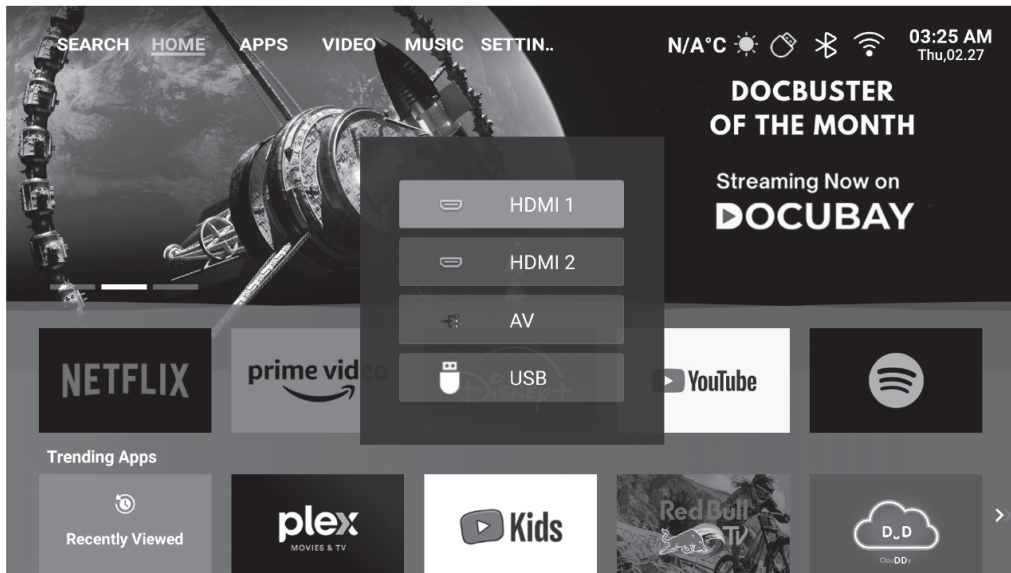 SEARCH HOME APPS VIDEO MUSIC SETTIN..
N/A°C
03:25 AM
Thu,02.27
DOCBUSTER
OF THE MONTH
Streaming Now on
DOCUBAY
HDMI 1
HDMI 2
AV
USB
NETFLIX
prime video
Disney+
YouTube
Trending Apps
Recently Viewed
plex
MOVIES & TV
Kids
Red Bull
TV
D D
ClouDDy